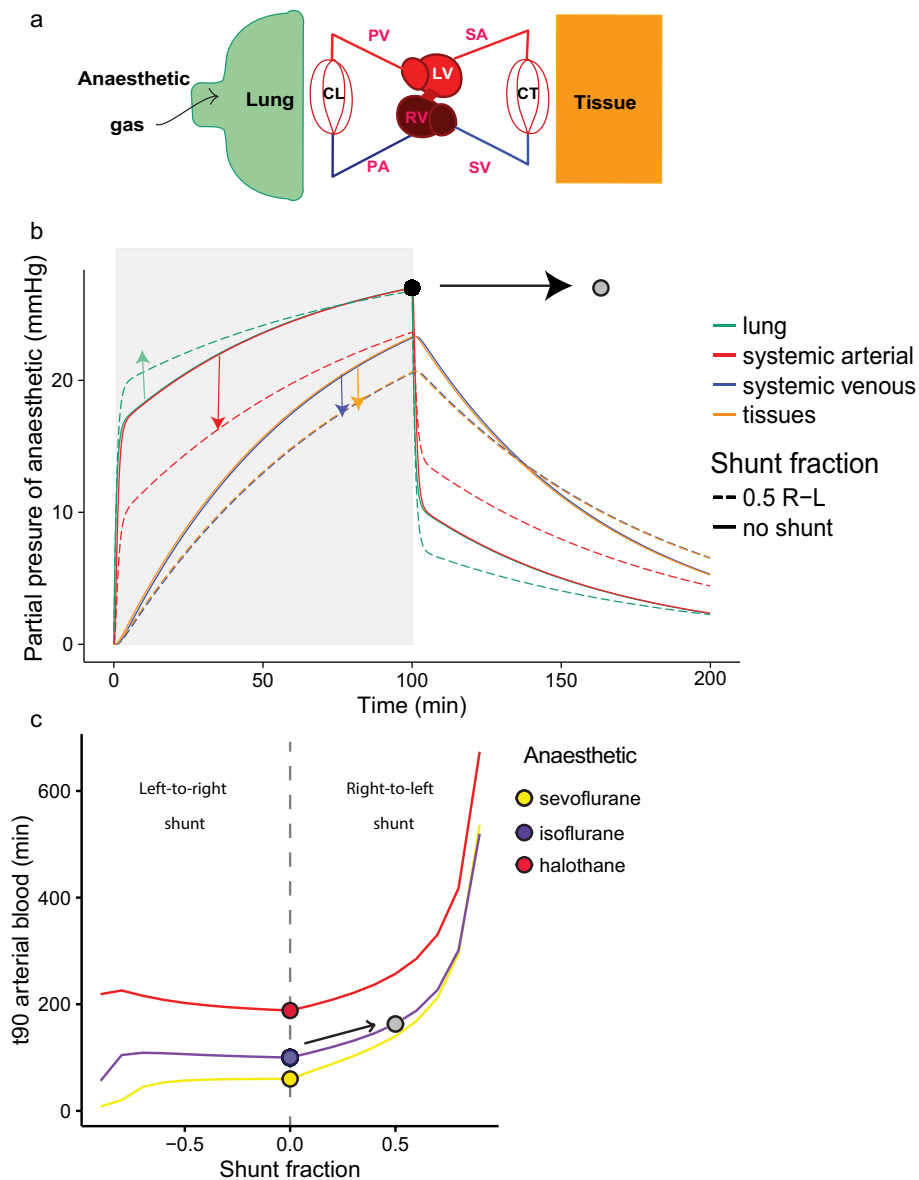 a
PV
SA
Anaesthetic
gas
Lung
CL
LV
RV
CT
Tissue
PA
SV
b
Partial pressure of anaesthetic (mmHg)
20
10
0
0
50
100
150
200
Time (min)
lung
systemic arterial
systemic venous
tissues
Shunt fraction
0.5 R−L
no shunt
c
t90 arterial blood (min)
600
400
200
0
Left-to-right
shunt
Right-to-left
shunt
−0.5
0.0
0.5
Shunt fraction
Anaesthetic
sevoflurane
isoflurane
halothane